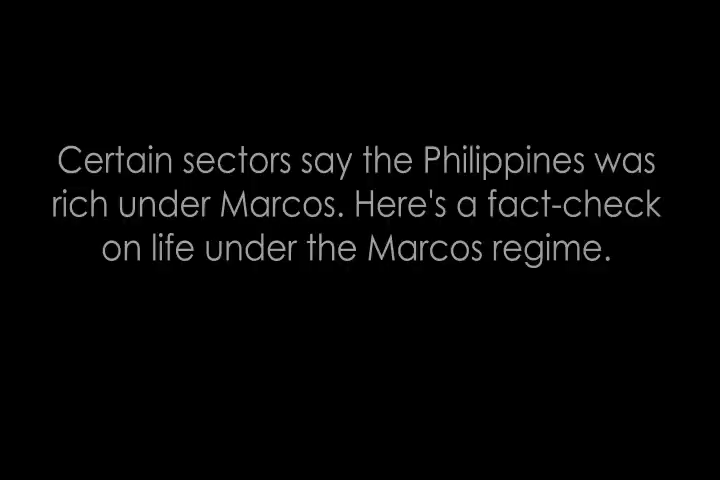 Certain sectors say the Philippines was
rich under Marcos. Here's a fact-check
on life under the Marcos regime.